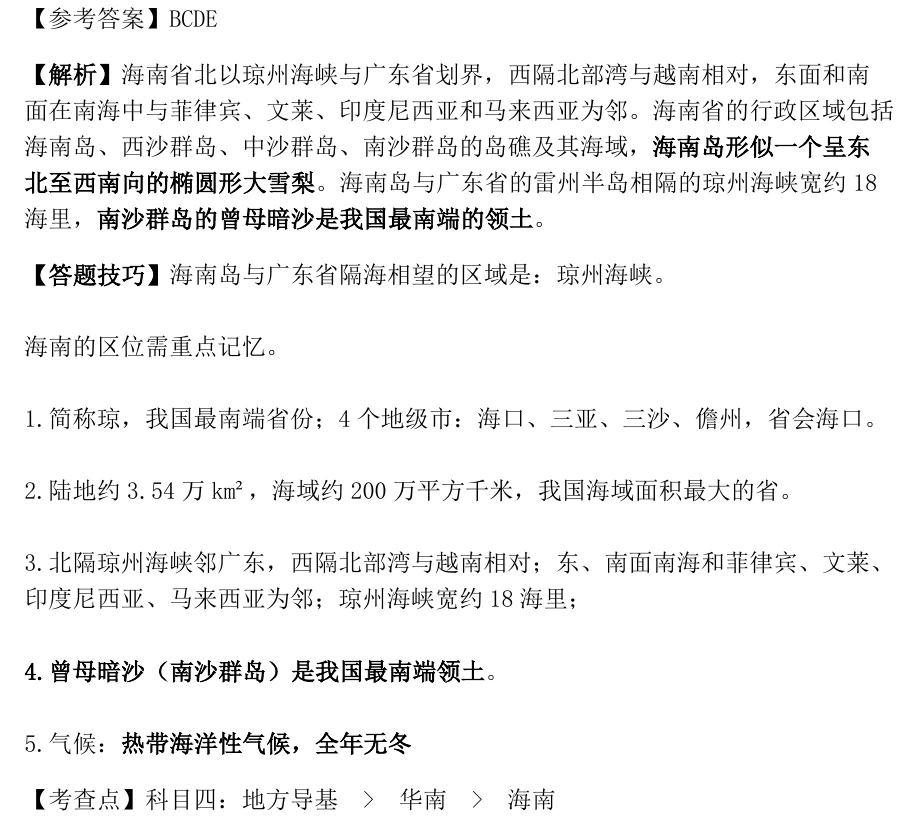 【参考答案】BCDE
【解析】海南省北以琼州海峡与广东省划界，西隔北部湾与越南相对，东面和南
面在南海中与菲律宾、文莱、印度尼西亚和马来西亚为邻。海南省的行政区域包括
海南岛、西沙群岛、中沙群岛、南沙群岛的岛礁及其海域，海南岛形似一个呈东
北至西南向的椭圆形大雪梨。海南岛与广东省的雷州半岛相隔的琼州海峡宽约 18
海里，南沙群岛的曾母暗沙是我国最南端的领土。
【答题技巧】海南岛与广东省隔海相望的区域是：琼州海峡。
海南的区位需重点记忆。
1.简称琼，我国最南端省份；4 个地级市：海口、三亚、三沙、儋州，省会海口。
2.陆地约 3.54 万 km²，海域约 200 万平方千米，我国海域面积最大的省。
3.北隔琼州海峡邻广东，西隔北部湾与越南相对；东、南面南海和菲律宾、文莱、
印度尼西亚、马来西亚为邻；琼州海峡宽约 18 海里；
4.曾母暗沙（南沙群岛）是我国最南端领土。
5.气候：热带海洋性气候，全年无冬
【考查点】科目四：地方导基 > 华南 > 海南